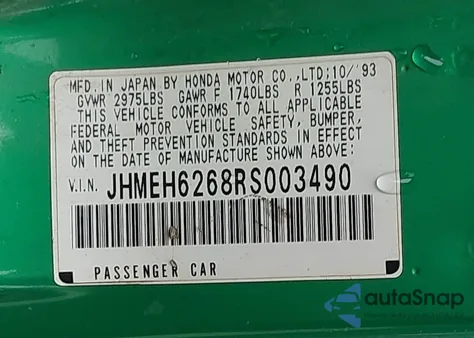 MFD. IN JAPAN BY HONDA MOTOR CO.,LTD;10/'93
GVWR 2975LBS GAWR F 1740LBS R 1255LBS
THIS VEHICLE CONFORMS TO ALL APPLICABLE
FEDERAL MOTOR VEHICLE SAFETY, BUMPER,
AND THEFT PREVENTION STANDARDS IN EFFECT
ON THE DATE OF MANUFACTURE SHOWN ABOVE:
V.I.N. JHMEH6268RS003490
PASSENGER CAR
autoSnap